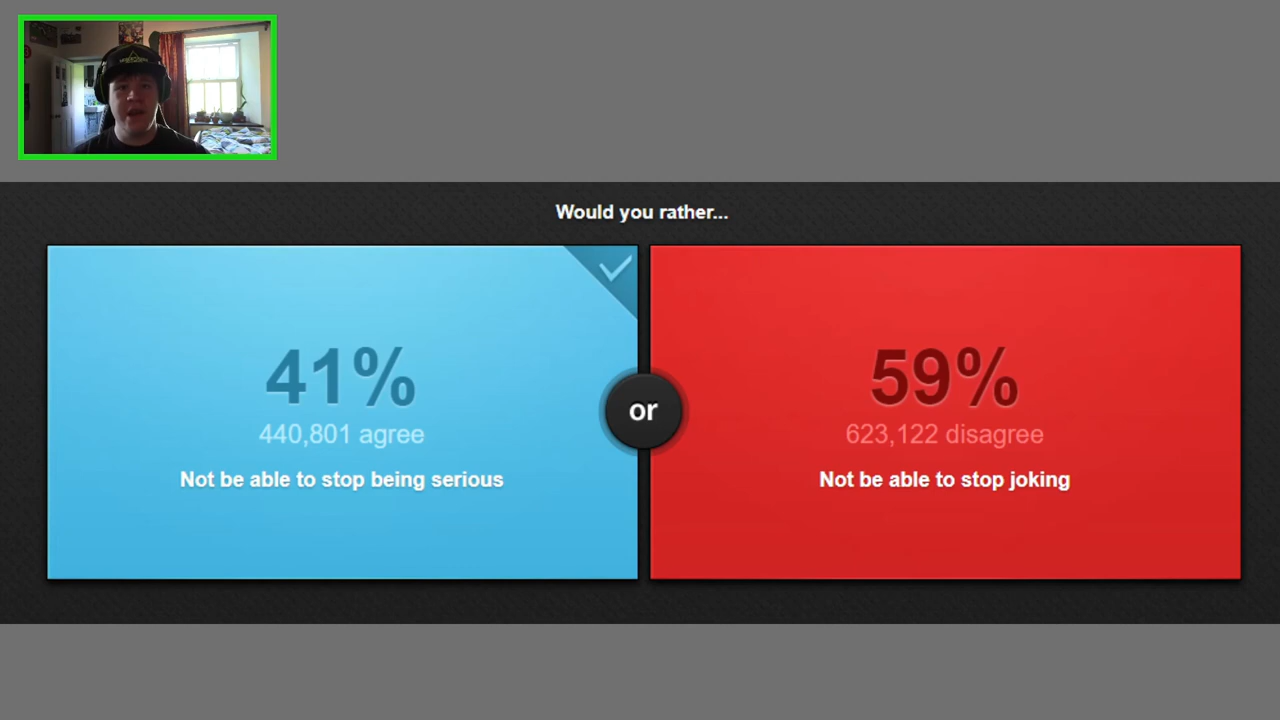 Would you rather...
41%
440,801 agree
Not be able to stop being serious
or
59%
623,122 disagree
Not be able to stop joking